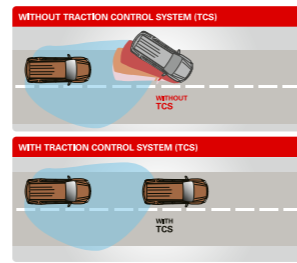 WITHOUT TRACTION CONTROL SYSTEM (TCS)
WITHOUT
TCS
WITH TRACTION CONTROL SYSTEM (TCS)
WITH
TCS